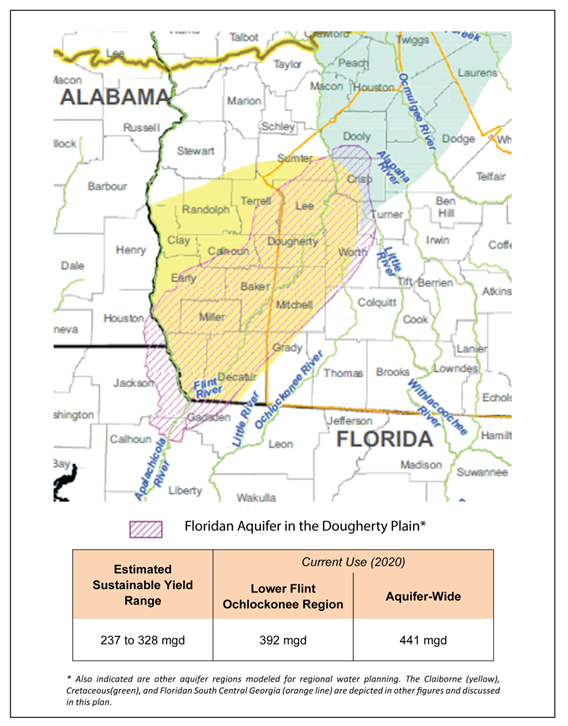 Harris
Talbot
Crawford
Twiggs
Creek
Lee
Taylor
Peach
Laurens
Macon
Macon
Houston
ALABAMA
Marion
Ocmulgee River
Russell
Schley
Dooly
Dodge
Wh
llock
Stewart
Sumter
Alapaha
River
Crisp
Telfair
Barbour
Terrell
Lee
Ben
Hill
Randolph
Turner
Clay
Calhoun
Dougherty
Worth
Irwin
Coffe
Henry
Little
River
Dale
Early
Baker
Tift
Berrien
Atkins
Mitchell
Colquitt
Houston
Miller
Cook
neva
Grady
Lanier
Jackson
Decatur
Thomas
Brooks
Lowndes
Flint
River
Ochlockonee River
Little River
Withlacoochee
River
Echols
shington
Gadsden
Jefferson
Hamilt
Calhoun
Leon
FLORIDA
Bay
Apalachicola
River
Madison
Suwannee
Liberty
Wakulla
Floridan Aquifer in the Dougherty Plain*
Estimated
Sustainable Yield
Range
Current Use (2020)
Lower Flint
Ochlockonee Region
Aquifer-Wide
237 to 328 mgd
392 mgd
441 mgd
* Also indicated are other aquifer regions modeled for regional water planning. The Claiborne (yellow),
Cretaceous(green), and Floridan South Central Georgia (orange line) are depicted in other figures and discussed
in this plan.